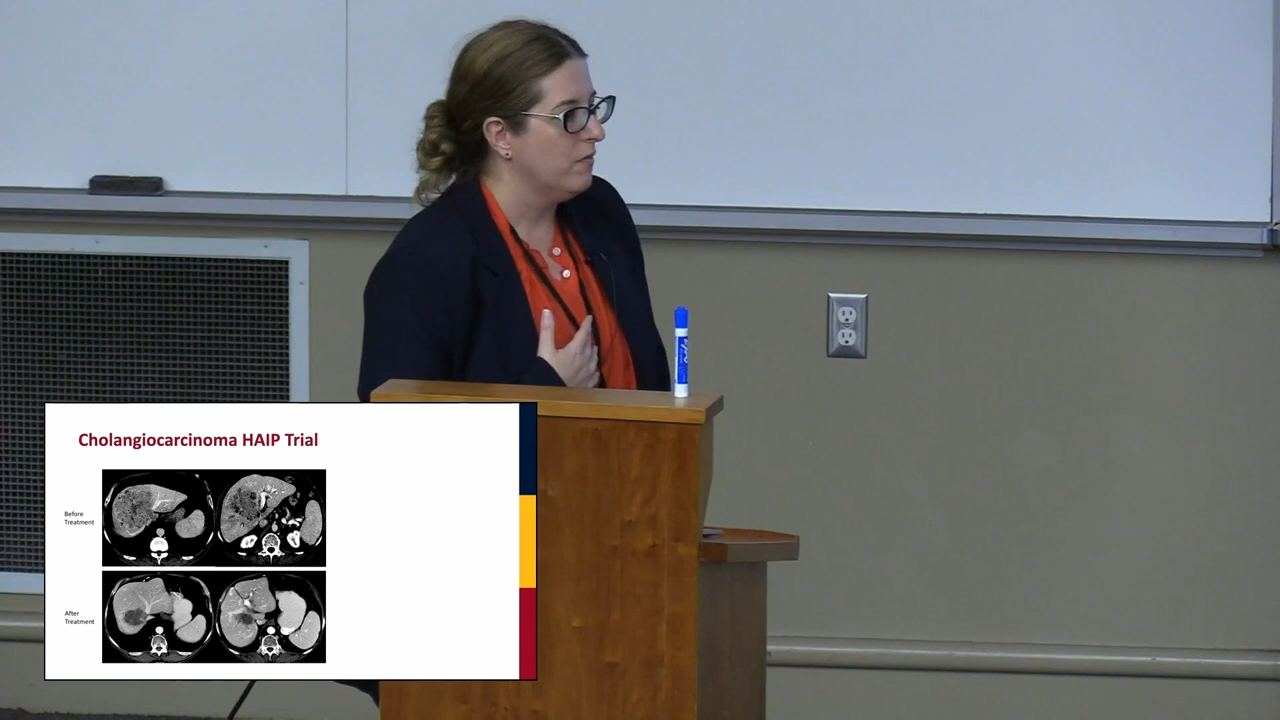 Cholangiocarcinoma HAIP Trial
Before
Treatment
After
Treatment